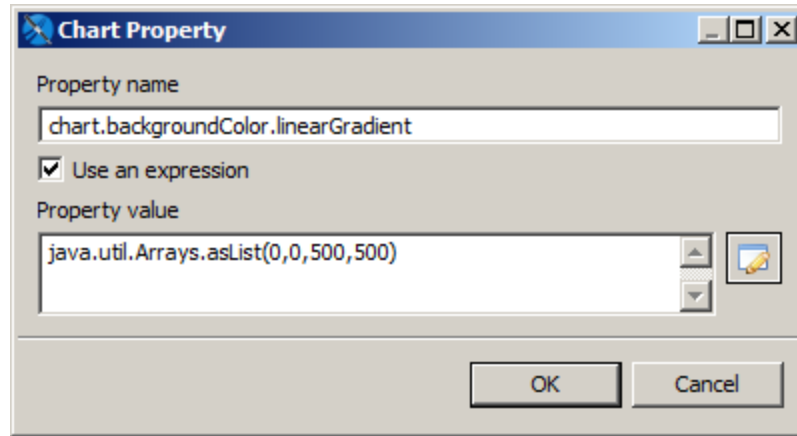 Chart Property
Property name
chart.backgroundColor.linearGradient
Use an expression
Property value
java.util.Arrays.asList(0,0,500,500)
OK
Cancel